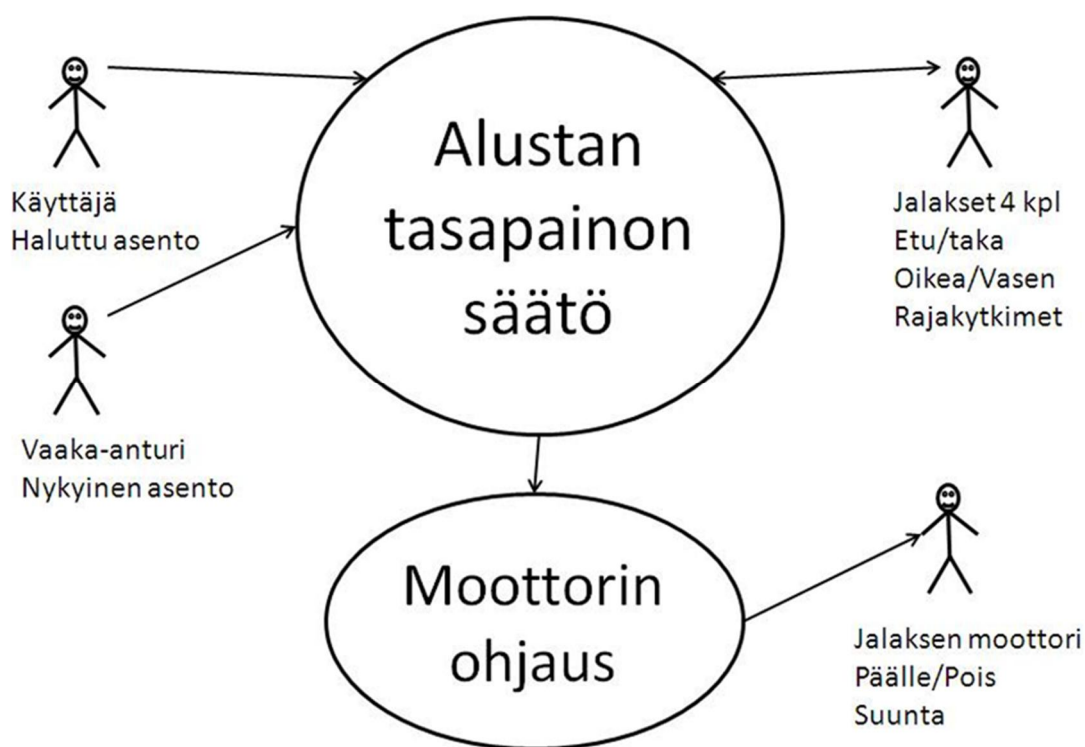 Käyttäjä
Haluttu asento
Alustan
tasapainon
säätö
Jalakset 4 kpl
Etu/taka
Oikea/Vasen
Rajakytkimet
Vaaka-anturi
Nykyinen asento
Moottorin
ohjaus
Jalaksen moottori
Päälle/Pois
Suunta